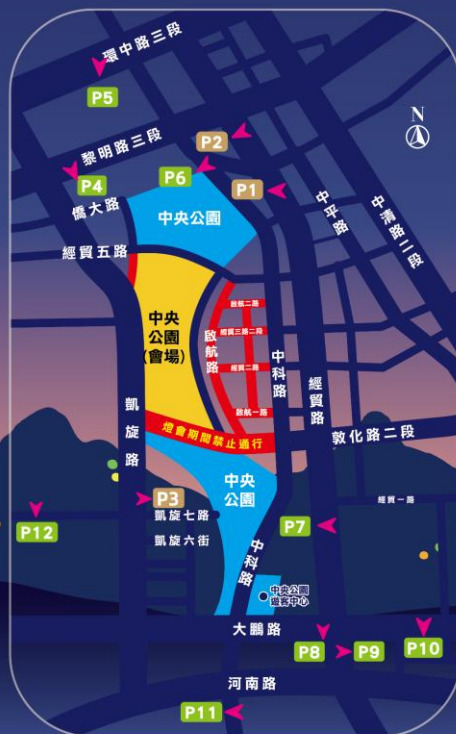 環中路三段
P5
N
黎明路三段
P2
P4
P6
P1
僑大路
中央公園
中平路
中清路二段
經貿五路
啟航二路
中央
公園
(會場)
啟航路
經貿三路二段
中科路
經貿二路
經貿路
啟航一路
凱旋路
燈會期間禁止通行
敦化路二段
中央
公園
P3
經貿一路
凱旋七路
P12
P7
凱旋六街
中科路
中央公園
遊客中心
大鵬路
P8
P9
P10
河南路
P11